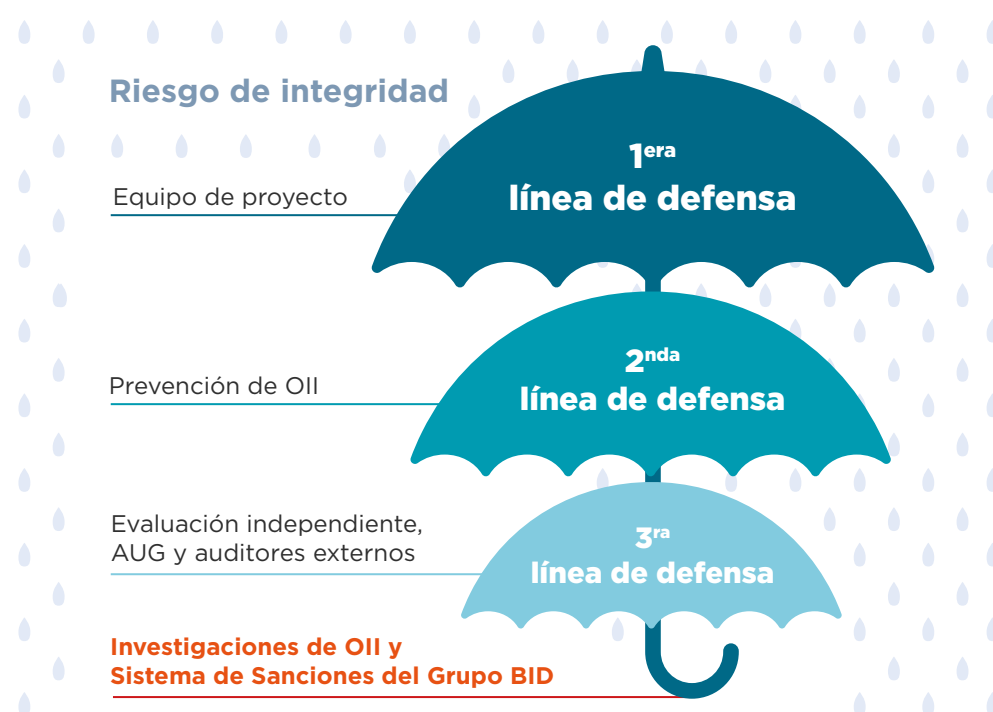 Riesgo de integridad
1era
línea de defensa
Equipo de proyecto
2nda
línea de defensa
Prevención de OII
Evaluación independiente,
AUG y auditores externos
3ra
línea de defensa
Investigaciones de OII y
Sistema de Sanciones del Grupo BID